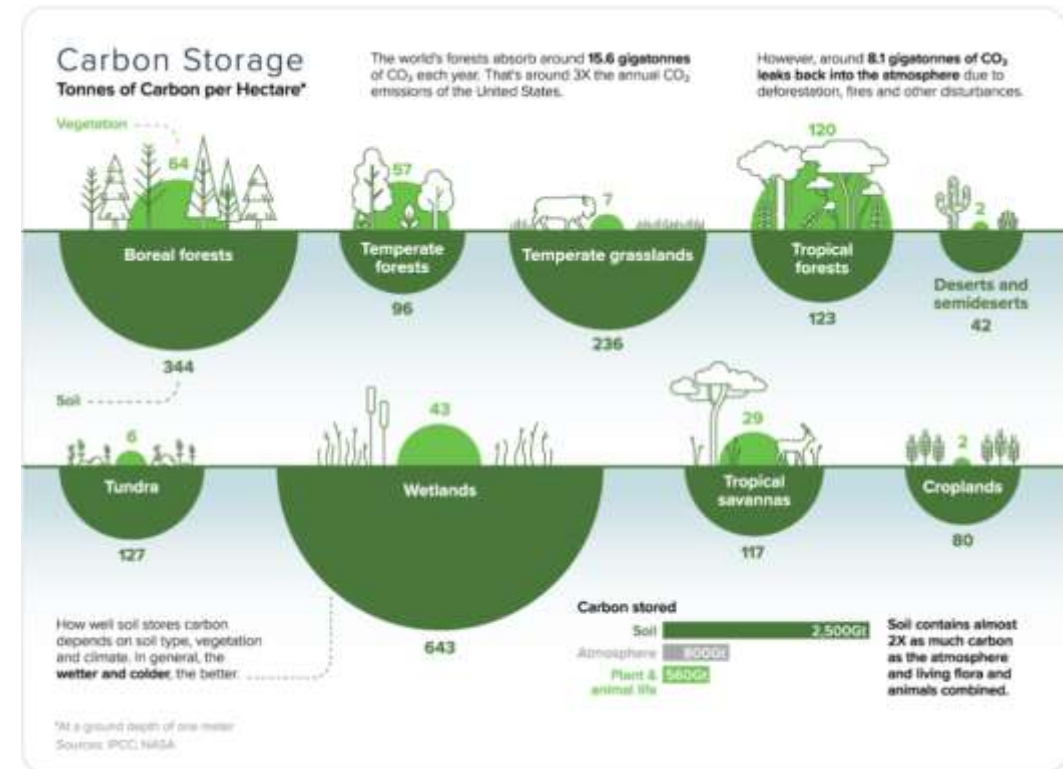 Carbon Storage
Tonnes of Carbon per Hectare*
The world's forests absorb around 15.6 gigatonnes
of CO₂ each year. That's around 3X the annual CO₂
emissions of the United States.
However, around 8.1 gigatonnes of CO₂
leaks back into the atmosphere due to
deforestation, fires and other disturbances.
Vegetation
64
57
7
120
2
Boreal forests
Temperate
forests
Temperate grasslands
Tropical
forests
Deserts and
semideserts
344
96
236
123
42
Soil
6
43
29
2
Tundra
Wetlands
Tropical
savannas
Croplands
127
643
117
80
How well soil stores carbon
depends on soil type, vegetation
and climate. In general, the
wetter and colder, the better.
Carbon stored
Soil 2,500Gt
Atmosphere 800Gt
Plant &
animal life 560Gt
Soil contains almost
2X as much carbon
as the atmosphere
and living flora and
animals combined.
*At a ground depth of one meter
Sources: IPCC; NASA